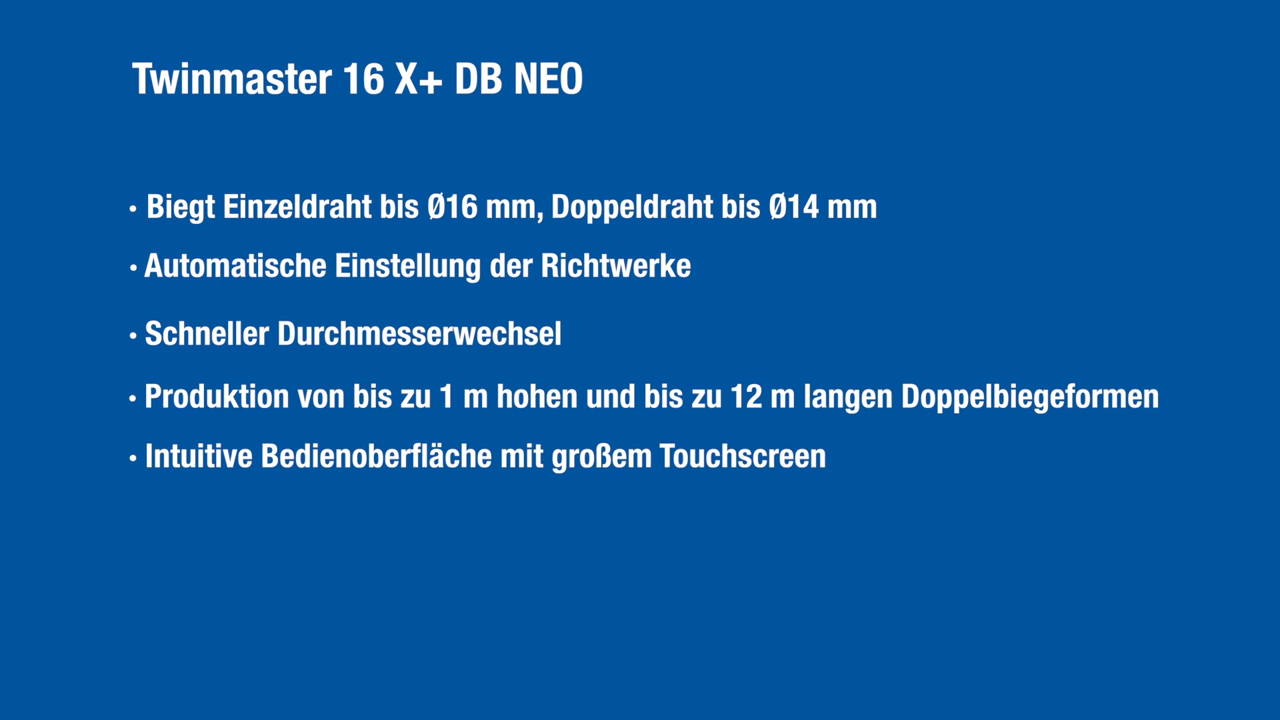 Twinmaster 16 X+ DB NEO
• Biegt Einzeldraht bis Ø16 mm, Doppeldraht bis Ø14 mm
• Automatische Einstellung der Richtwerke
• Schneller Durchmesserwechsel
• Produktion von bis zu 1 m hohen und bis zu 12 m langen Doppelbiegeformen
• Intuitive Bedienoberfläche mit großem Touchscreen